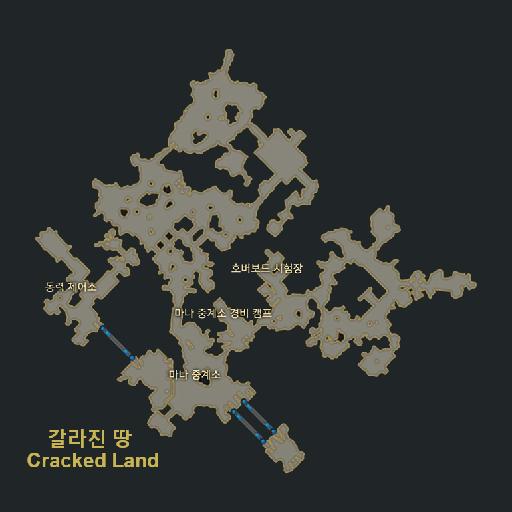 호버보드 시험장
동력 제어소
마나 중계소 경비 캠프
마나 중계소
갈라진 땅
Cracked Land